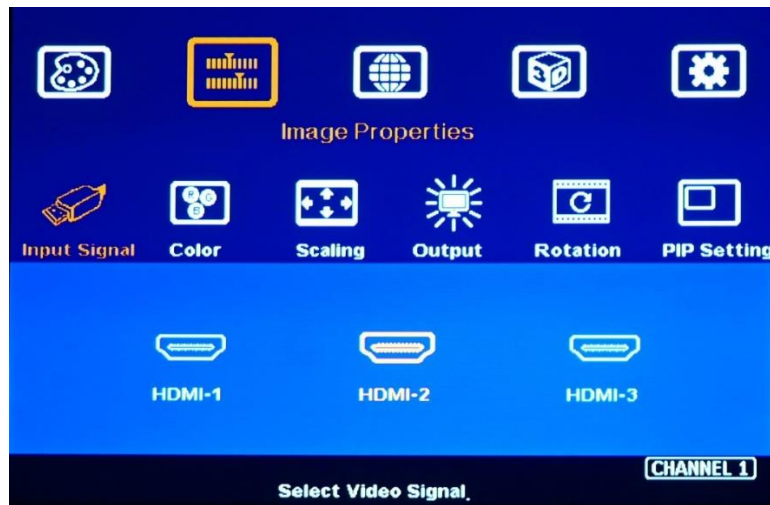 3D
Image Properties
R G
B
Input Signal Color Scaling Output Rotation PIP Setting
HDMI-1 HDMI-2 HDMI-3
CHANNEL 1
Select Video Signal